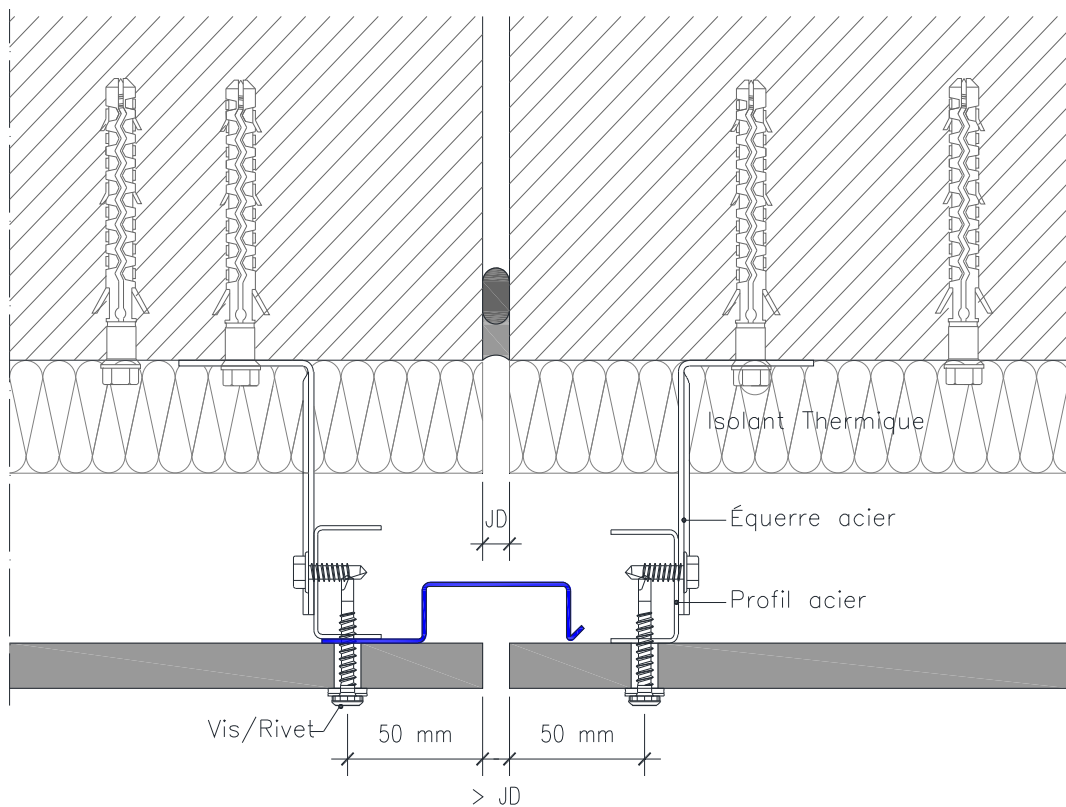 Isolant Thermique
JD
Équerre acier
Profil acier
Vis/Rivet
50 mm
50 mm
> JD